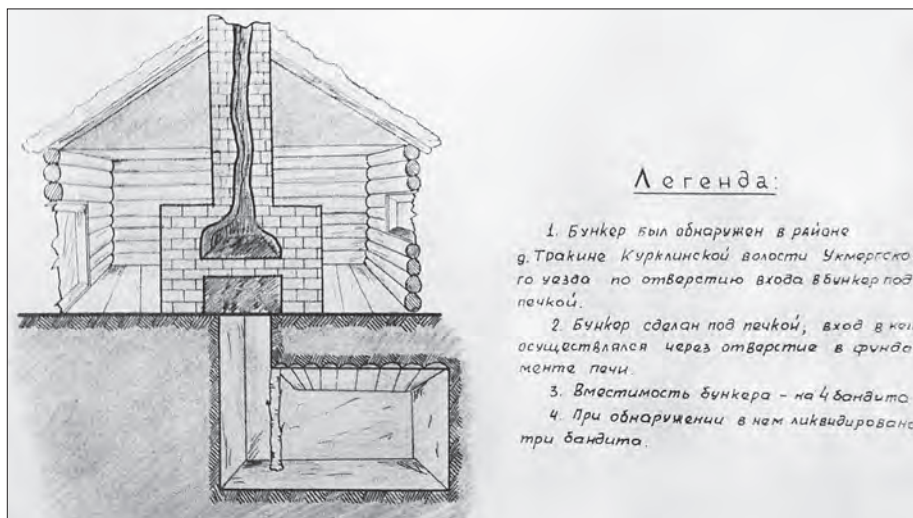 Легенда:
1. Бункер был обнаружен в районе
д. Тракине Курклинской волости Укмергско
го уезда по отверстию входа в бункер под
печкой.
2. Бункер сделан под печкой, вход в не
осуществлялся через отверстие в фунда
менте печи.
3. Вместимость бункера – на 4 бандита
4. При обнаружении в нем ликвидирован
три бандита.